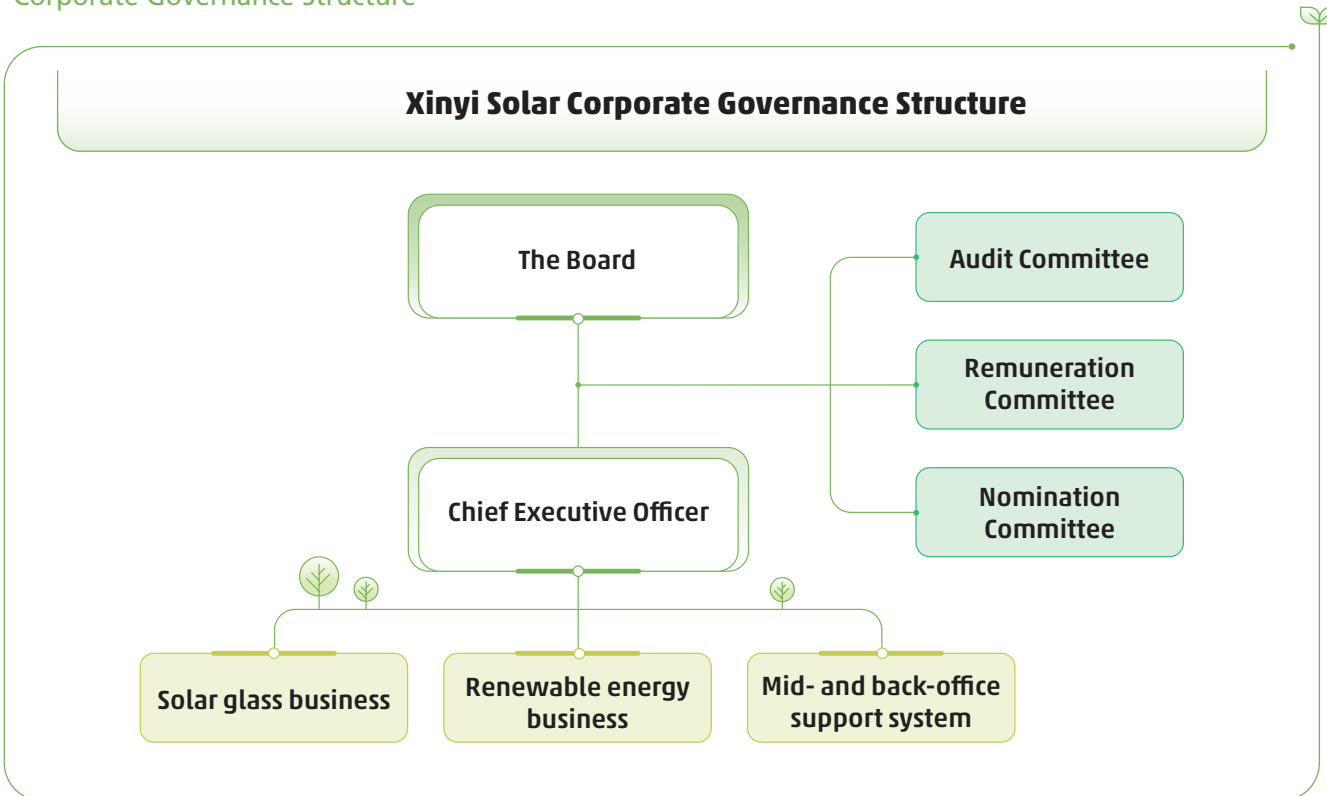 Corporate Governance Structure
Xinyi Solar Corporate Governance Structure
The Board
Audit Committee
Remuneration
Committee
Chief Executive Officer
Nomination
Committee
Solar glass business
Renewable energy
business
Mid- and back-office
support system